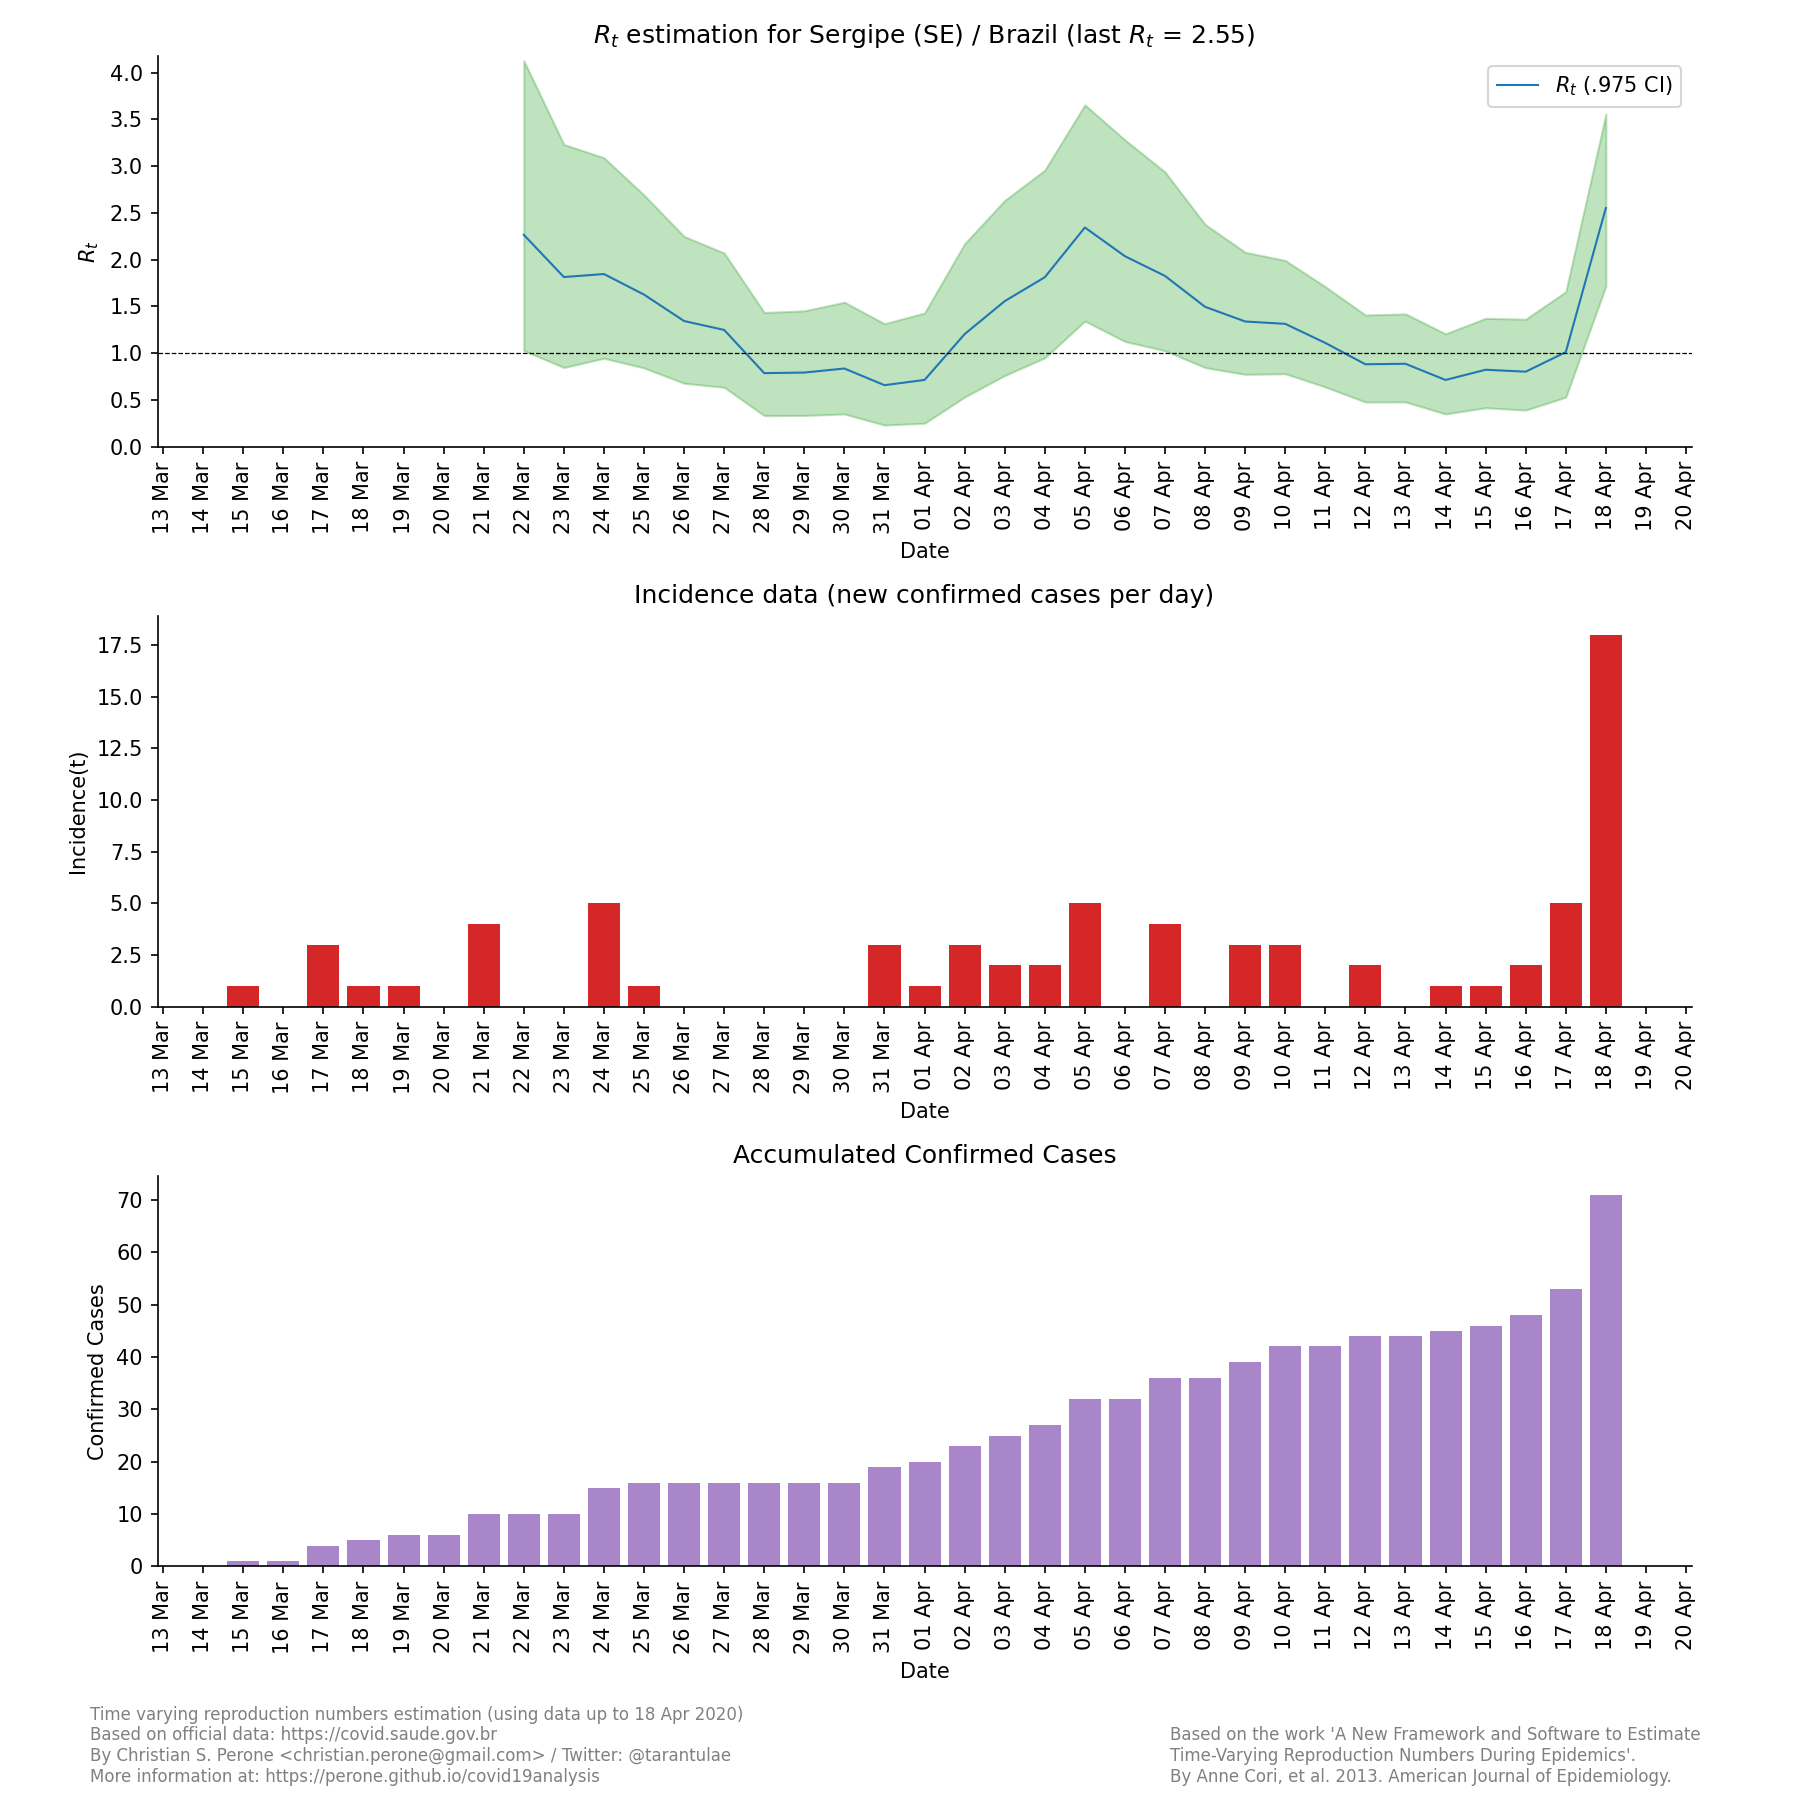 R_t estimation for Sergipe (SE) / Brazil (last R_t = 2.55)
R_t (.975 CI)
R_t
4.0
3.5
3.0
2.5
2.0
1.5
1.0
0.5
0.0
13 Mar 14 Mar 15 Mar 16 Mar 17 Mar 18 Mar 19 Mar 20 Mar 21 Mar 22 Mar 23 Mar 24 Mar 25 Mar 26 Mar 27 Mar 28 Mar 29 Mar 30 Mar 31 Mar 01 Apr 02 Apr 03 Apr 04 Apr 05 Apr 06 Apr 07 Apr 08 Apr 09 Apr 10 Apr 11 Apr 12 Apr 13 Apr 14 Apr 15 Apr 16 Apr 17 Apr 18 Apr 19 Apr 20 Apr
Date
Incidence data (new confirmed cases per day)
Incidence(t)
17.5
15.0
12.5
10.0
7.5
5.0
2.5
0.0
13 Mar 14 Mar 15 Mar 16 Mar 17 Mar 18 Mar 19 Mar 20 Mar 21 Mar 22 Mar 23 Mar 24 Mar 25 Mar 26 Mar 27 Mar 28 Mar 29 Mar 30 Mar 31 Mar 01 Apr 02 Apr 03 Apr 04 Apr 05 Apr 06 Apr 07 Apr 08 Apr 09 Apr 10 Apr 11 Apr 12 Apr 13 Apr 14 Apr 15 Apr 16 Apr 17 Apr 18 Apr 19 Apr 20 Apr
Date
Accumulated Confirmed Cases
Confirmed Cases
70
60
50
40
30
20
10
0
13 Mar 14 Mar 15 Mar 16 Mar 17 Mar 18 Mar 19 Mar 20 Mar 21 Mar 22 Mar 23 Mar 24 Mar 25 Mar 26 Mar 27 Mar 28 Mar 29 Mar 30 Mar 31 Mar 01 Apr 02 Apr 03 Apr 04 Apr 05 Apr 06 Apr 07 Apr 08 Apr 09 Apr 10 Apr 11 Apr 12 Apr 13 Apr 14 Apr 15 Apr 16 Apr 17 Apr 18 Apr 19 Apr 20 Apr
Date
Time varying reproduction numbers estimation (using data up to 18 Apr 2020)
Based on official data: https://covid.saude.gov.br
By Christian S. Perone <christian.perone@gmail.com> / Twitter: @tarantulae
More information at: https://perone.github.io/covid19analysis
Based on the work 'A New Framework and Software to Estimate
Time-Varying Reproduction Numbers During Epidemics'.
By Anne Cori, et al. 2013. American Journal of Epidemiology.